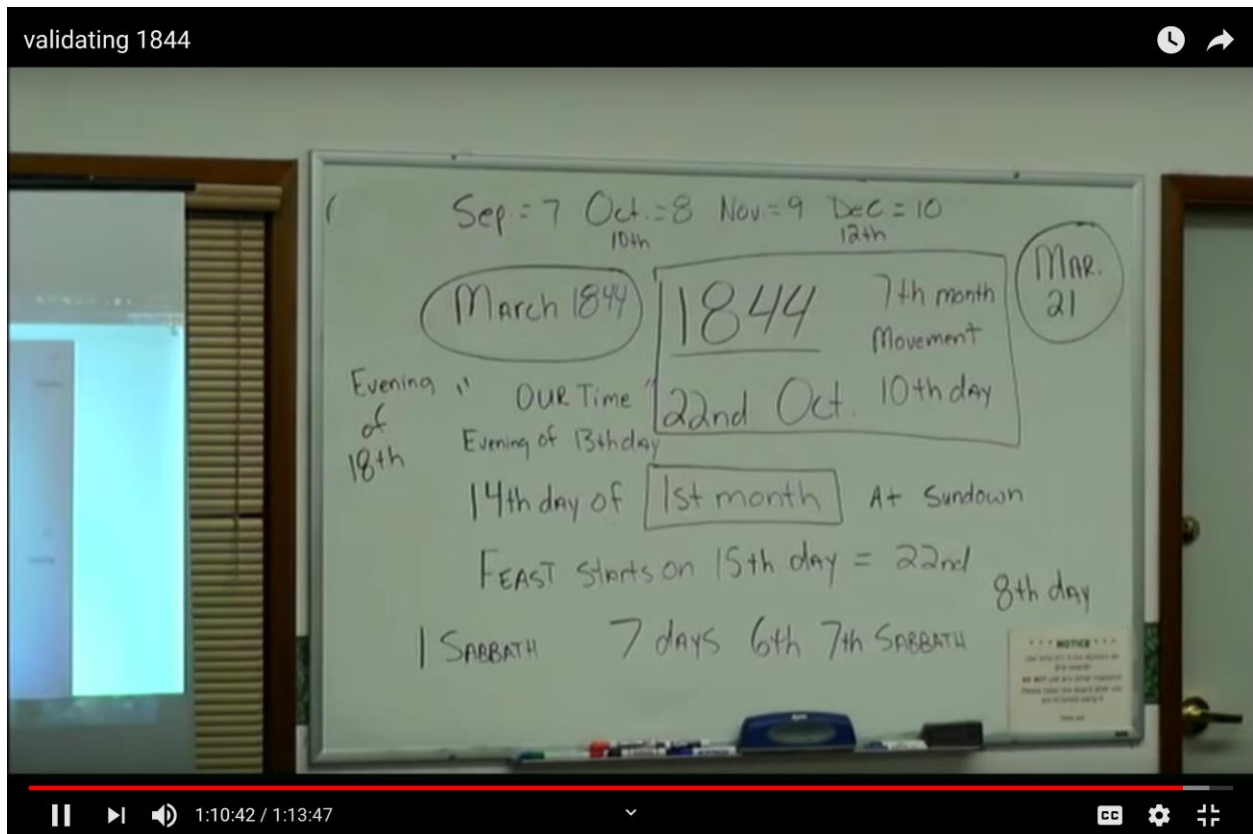 validating 1844
Sep. = 7 Oct. = 8 Nov = 9 Dec = 10
10th 12th
March 1844
1844
7th month
Movement
22nd Oct. 10th day
MAR.
21
Evening
of
18th
" OUR Time "
Evening of 13th day
14th day of 1st month At Sundown
FEAST Starts on 15th day = 22nd
8th day
1 SABBATH 7 days 6th 7th SABBATH
NOTICE
1:10:42 / 1:13:47
CC